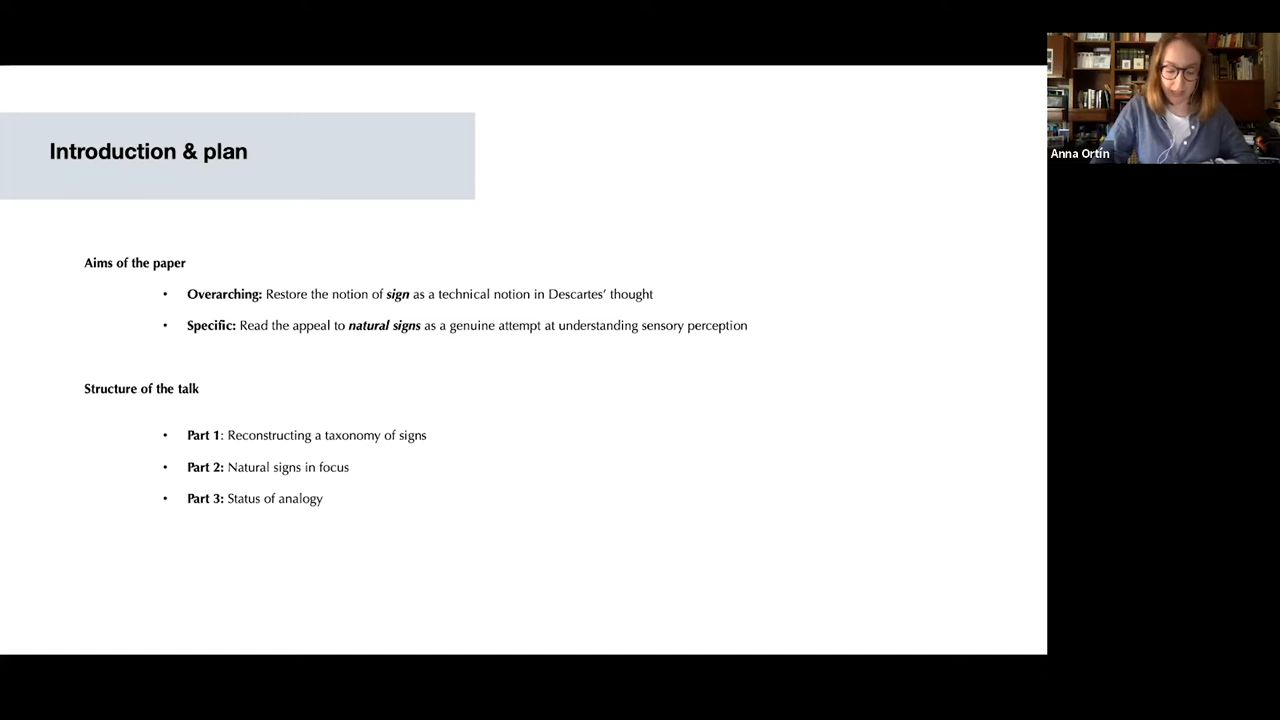 Introduction & plan
Anna Ortín
Aims of the paper
• Overarching: Restore the notion of sign as a technical notion in Descartes' thought
• Specific: Read the appeal to natural signs as a genuine attempt at understanding sensory perception
Structure of the talk
• Part 1: Reconstructing a taxonomy of signs
• Part 2: Natural signs in focus
• Part 3: Status of analogy